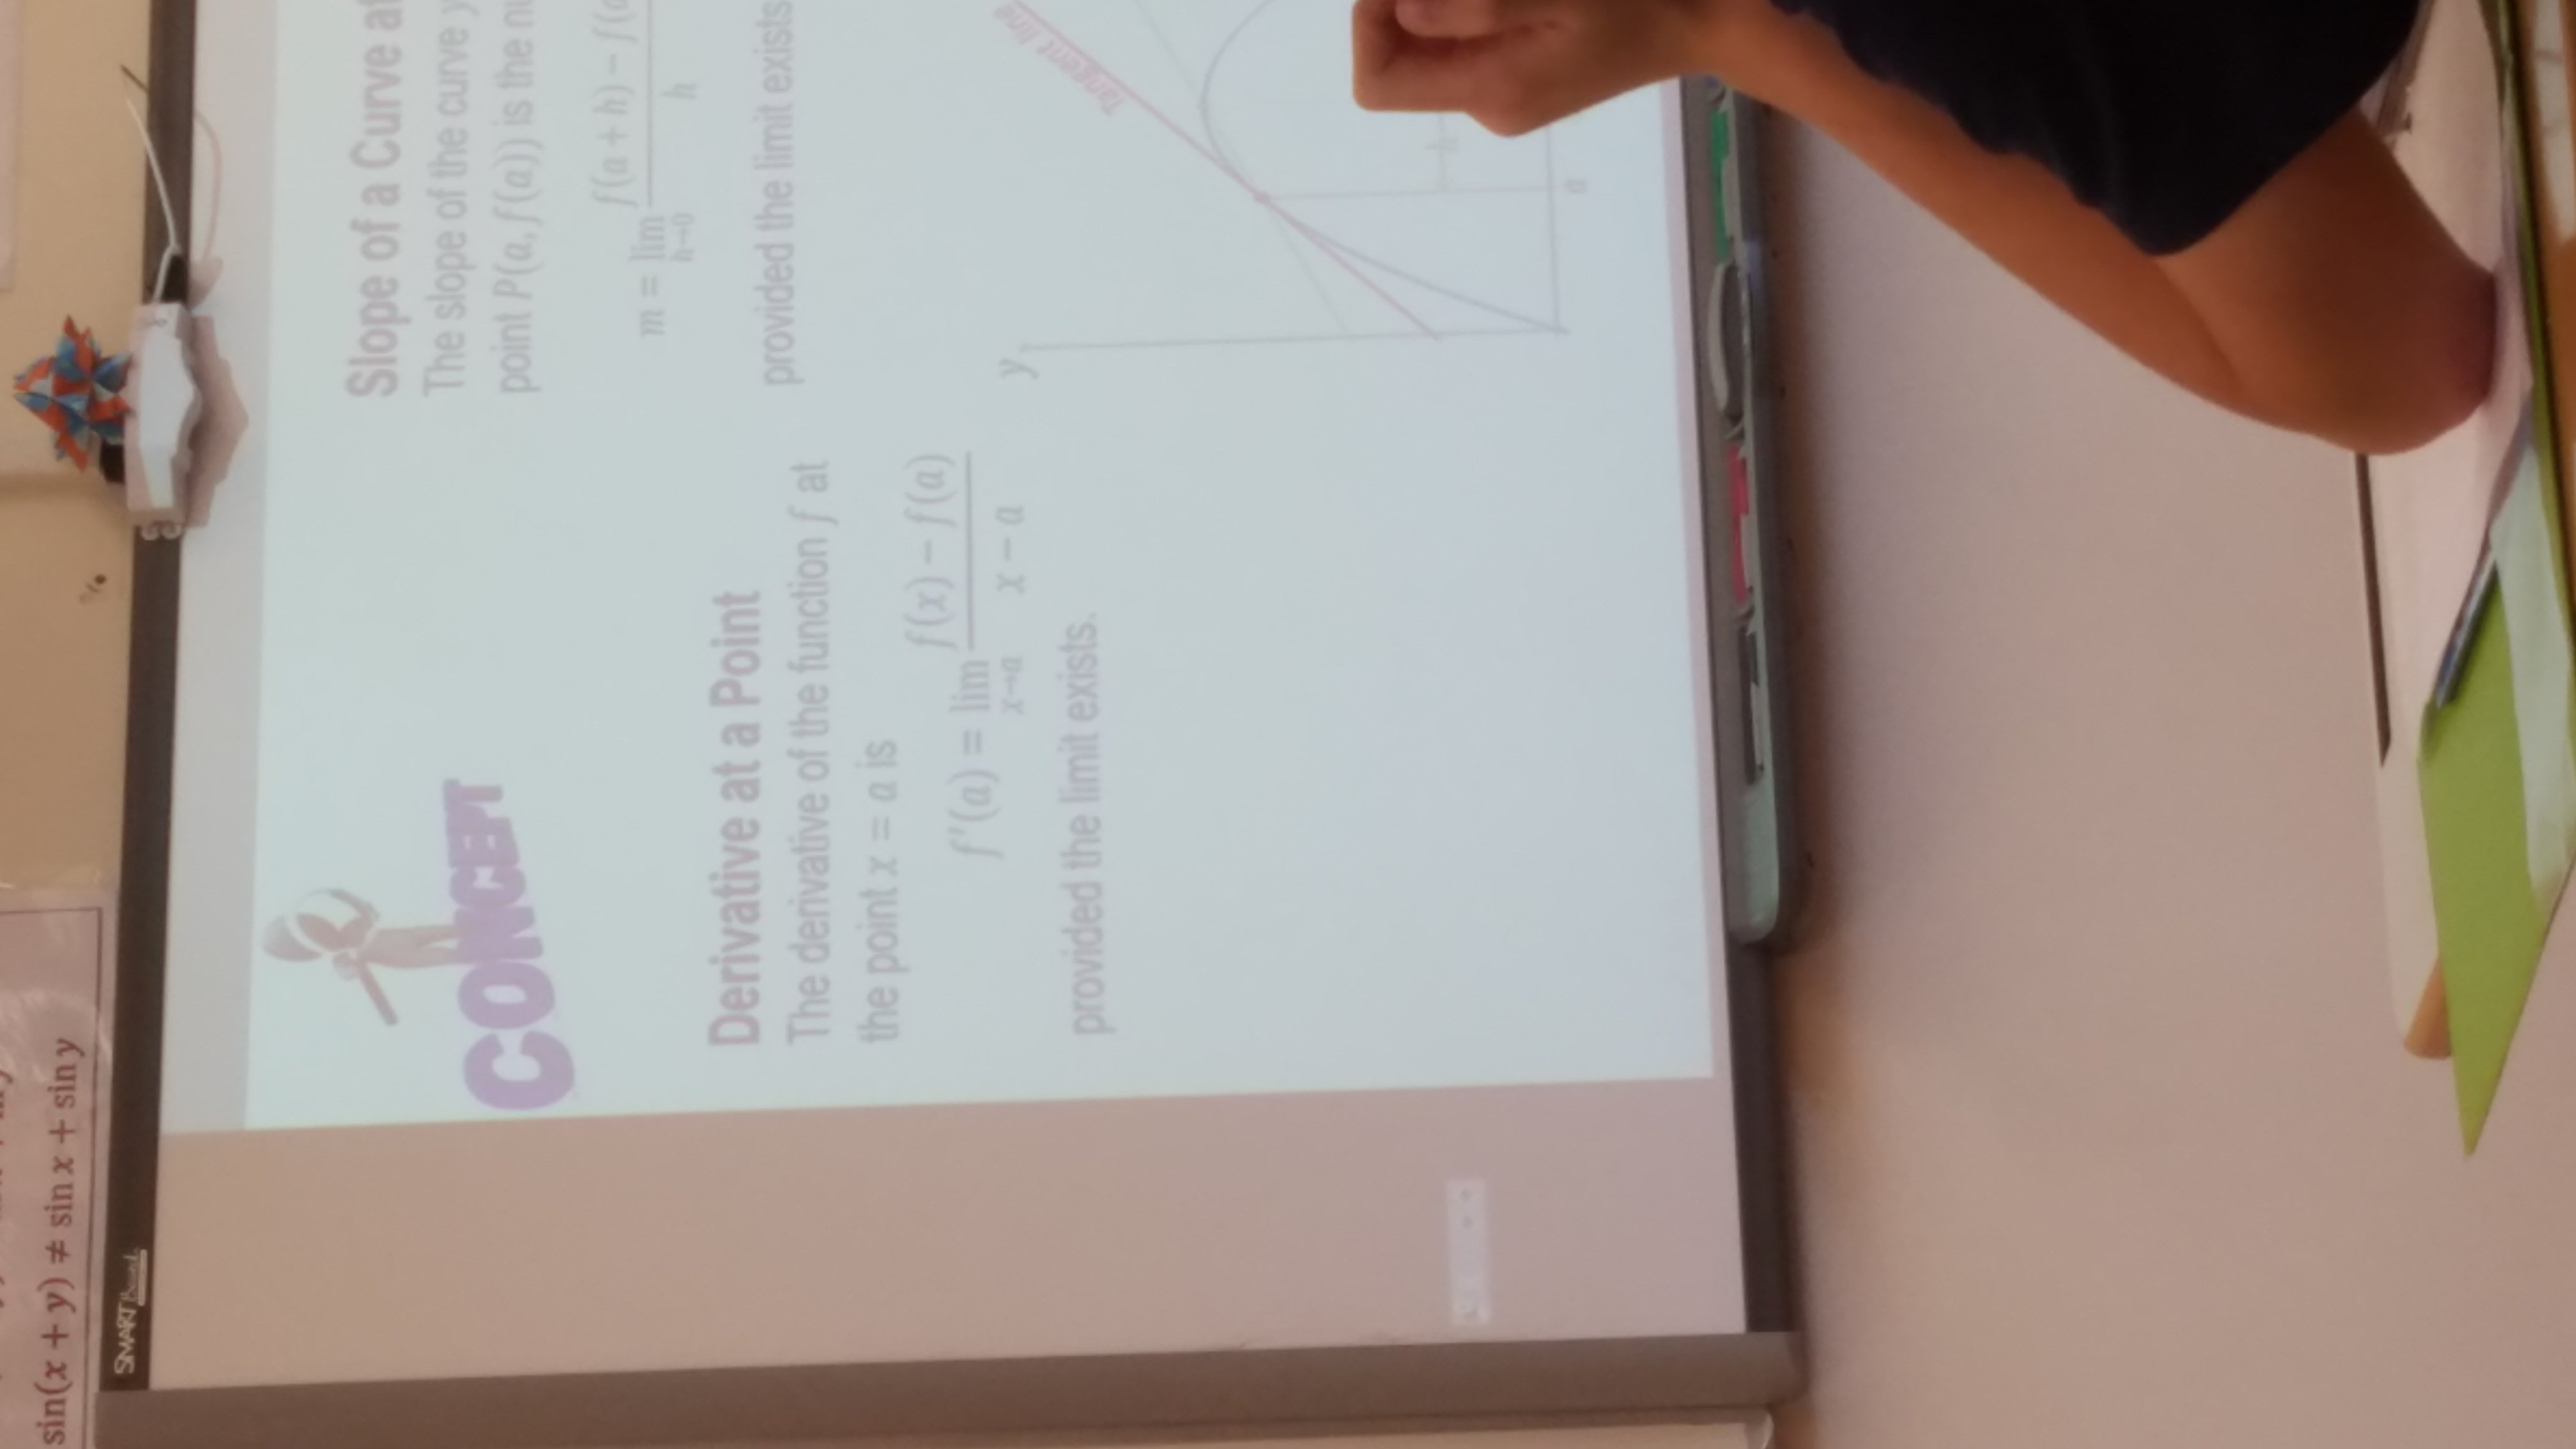 sin(x + y) ≠ sin x + sin y
SMART Board
CONCEPT
Derivative at a Point
The derivative of the function f at
the point x = a is
f'(a) = lim x→a f(x) − f(a) / x − a
provided the limit exists.
Slope of a Curve at
The slope of the curve y
point P(a, f(a)) is the
m = lim h→0 f(a + h) − f( / h
provided the limit exists
y
Tangent line
h
a